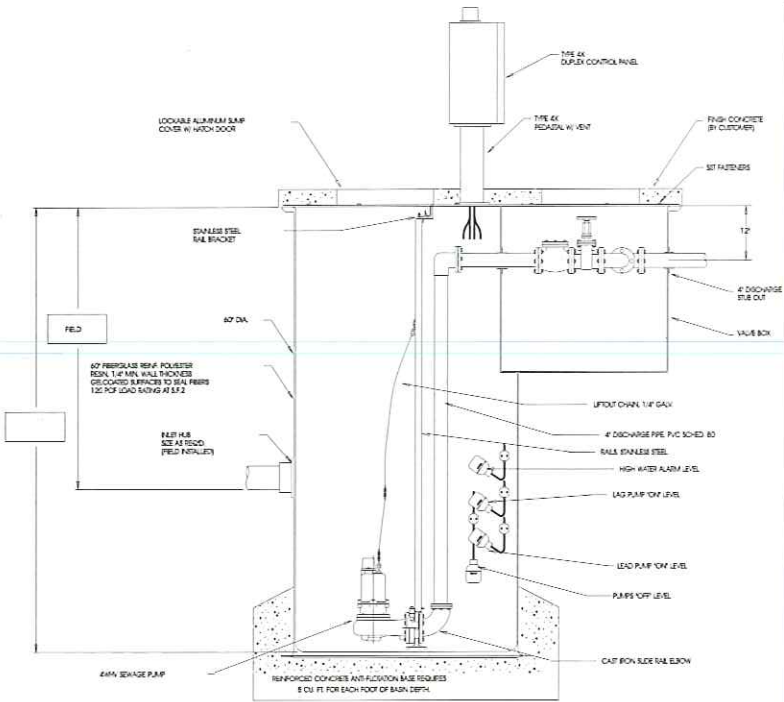 TYPE 4X
DUPLEX CONTROL PANEL
LOCKABLE ALUMINUM SUMP
COVER W/ HATCH DOOR
TYPE 4X
PEDASTAL W/ VENT
FINISH CONCRETE
(BY CUSTOMER)
SST FASTENERS
STAINLESS STEEL
RAIL BRACKET
12"
4" DISCHARGE
STUB OUT
FIELD
60" DIA.
VALVE BOX
60" FIBERGLASS REINF. POLYESTER
RESIN, 1/4" MIN. WALL THICKNESS
GELCOATED SURFACES TO SEAL FIBERS
120 PCF LOAD RATING AT S.F.2
LIFTOUT CHAIN, 1/4" GALV.
INLET HUB
SIZE AS REQ'D.
(FIELD INSTALLED)
4" DISCHARGE PIPE, PVC SCHED. 80
RAILS, STAINLESS STEEL
HIGH WATER ALARM LEVEL
LAG PUMP "ON" LEVEL
LEAD PUMP "ON" LEVEL
PUMPS "OFF" LEVEL
SEWAGE PUMP
CAST IRON SLIDE RAIL ELBOW
REINFORCED CONCRETE ANTI-FLOTATION BASE REQUIRES
CU. FT. FOR EACH FOOT OF BASIN DEPTH.